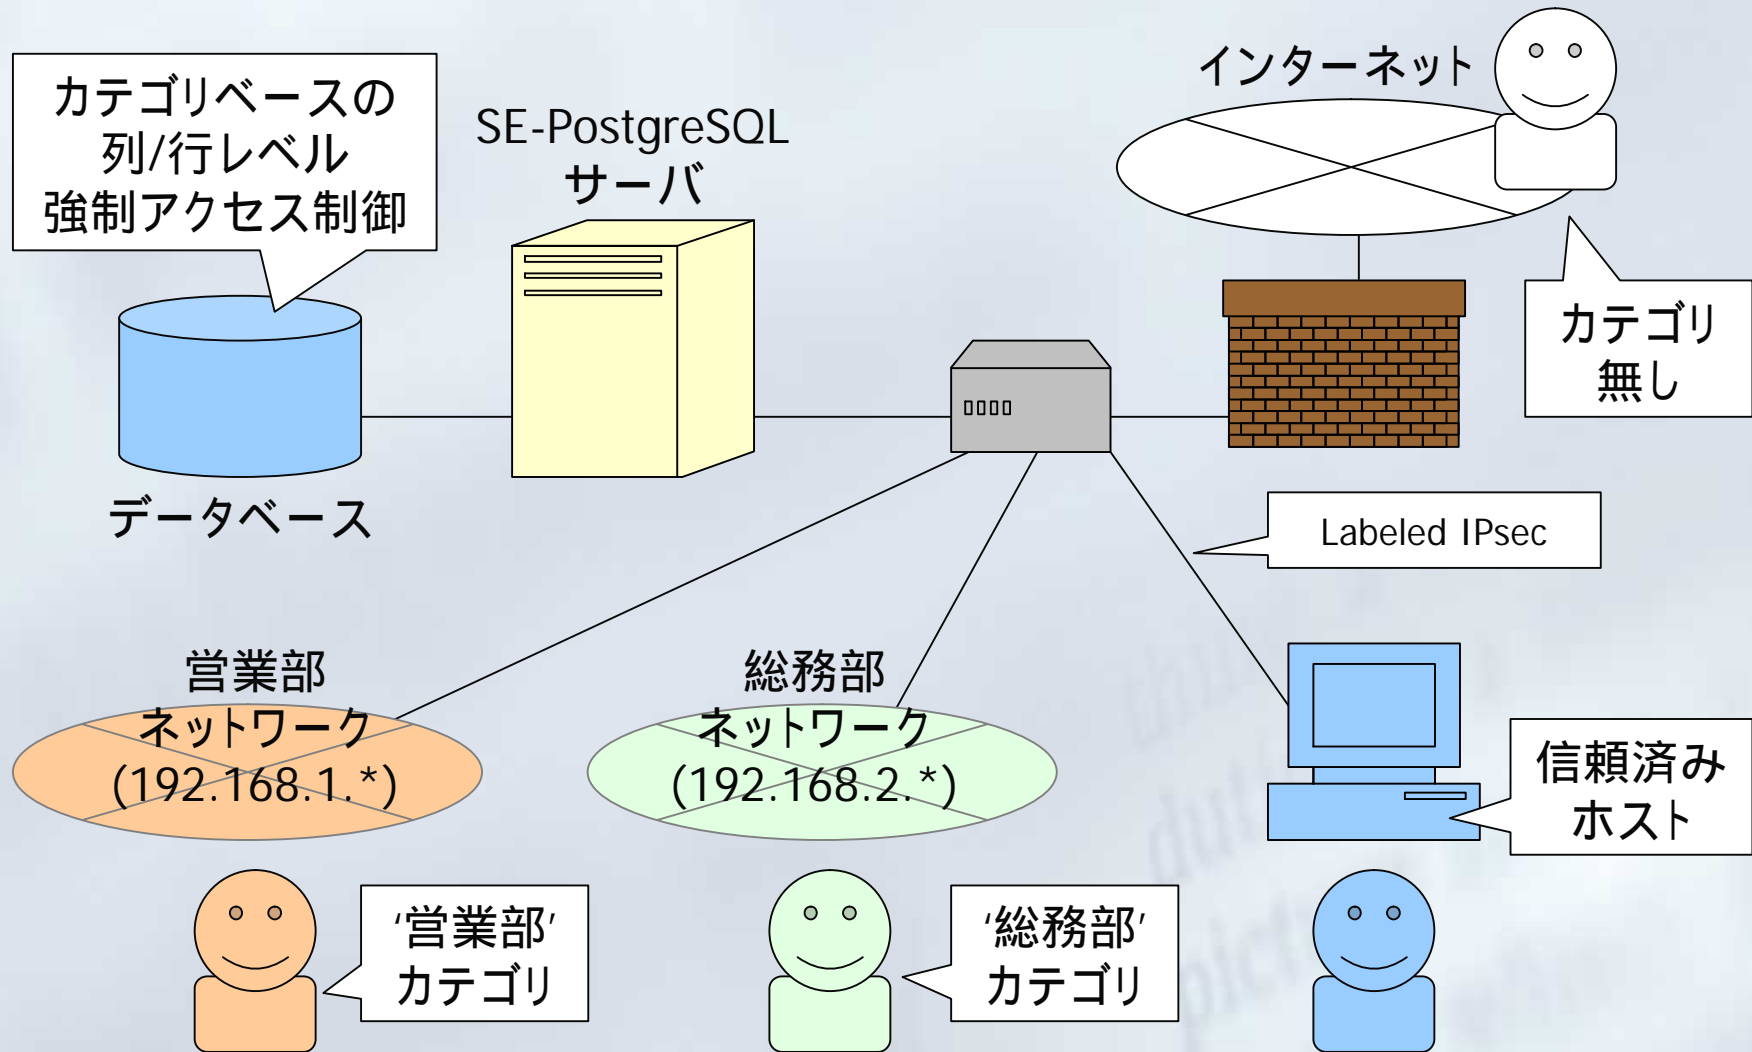 カテゴリベースの
列/行レベル
強制アクセス制御
SE-PostgreSQL
サーバ
インターネット
カテゴリ
無し
データベース
Labeled IPsec
営業部
ネットワーク
(192.168.1.*)
総務部
ネットワーク
(192.168.2.*)
信頼済み
ホスト
‘営業部’
カテゴリ
‘総務部’
カテゴリ